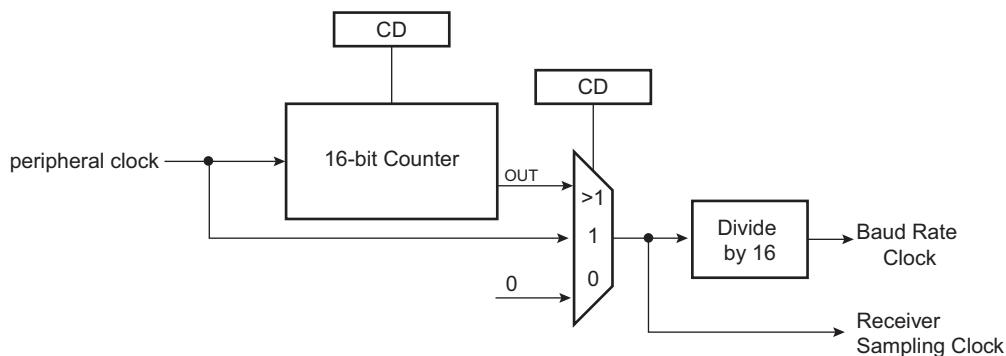 CD
CD
peripheral clock
16-bit Counter
OUT
>1
1
0
0
Divide
by 16
Baud Rate
Clock
Receiver
Sampling Clock